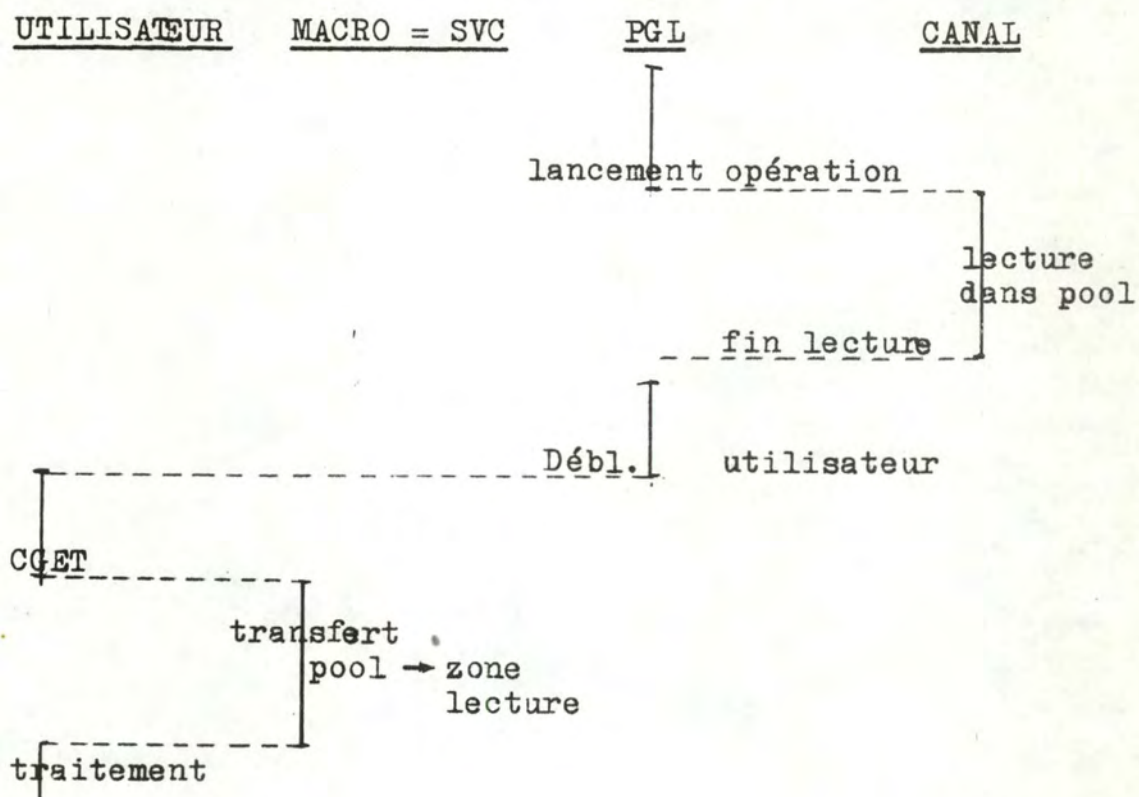 UTILISATEUR MACRO = SVC PGL CANAL
lancement opération
lecture
dans pool
fin lecture
Débl. utilisateur
CGET
transfert
pool → zone
lecture
traitement